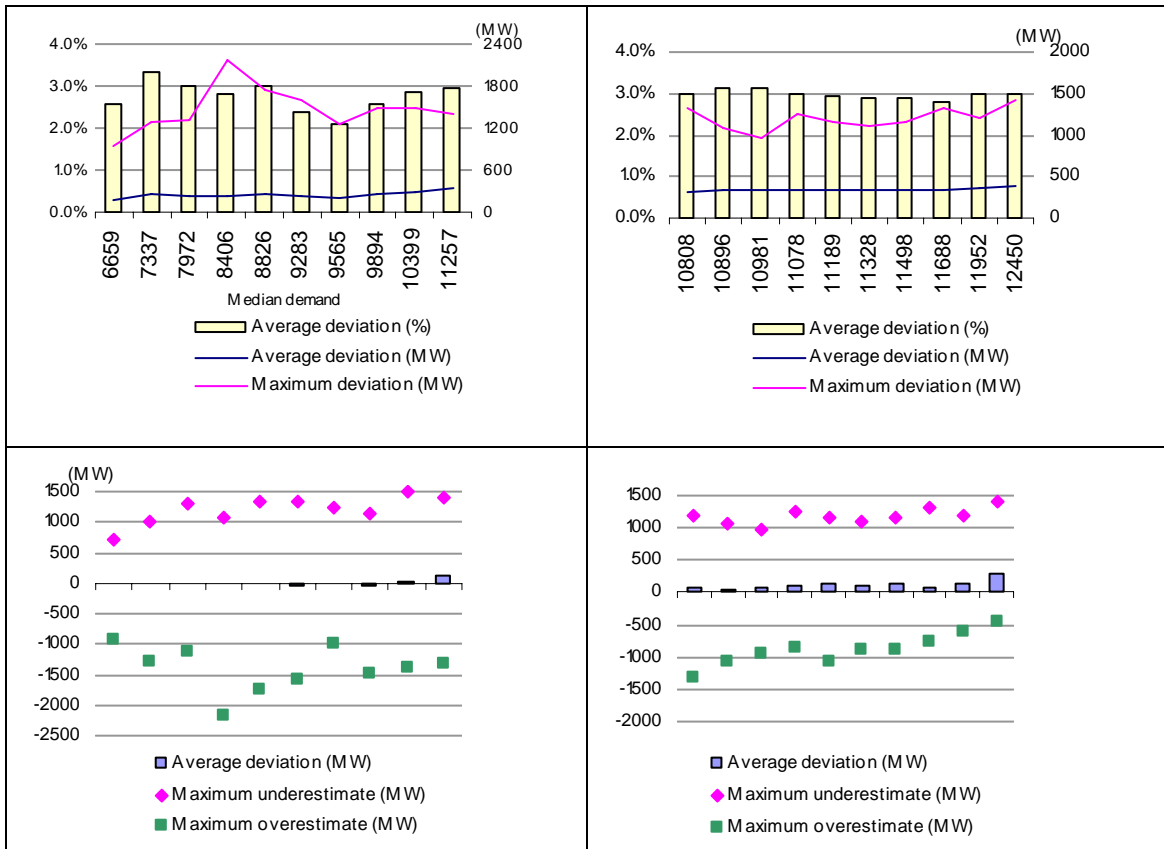 (MW)
4.0% 2400
3.0% 1800
2.0% 1200
1.0% 600
0.0% 0
6659 7337 7972 8406 8826 9283 9565 9894 10399 11257
Median demand
Average deviation (%)
Average deviation (MW)
Maximum deviation (MW)
(MW)
4.0% 2000
3.0% 1500
2.0% 1000
1.0% 500
0.0% 0
10808 10896 10981 11078 11189 11328 11498 11688 11952 12450
Average deviation (%)
Average deviation (MW)
Maximum deviation (MW)
(MW)
1500
1000
500
0
-500
-1000
-1500
-2000
-2500
Average deviation (MW)
Maximum underestimate (MW)
Maximum overestimate (MW)
1500
1000
500
0
-500
-1000
-1500
-2000
Average deviation (MW)
Maximum underestimate (MW)
Maximum overestimate (MW)